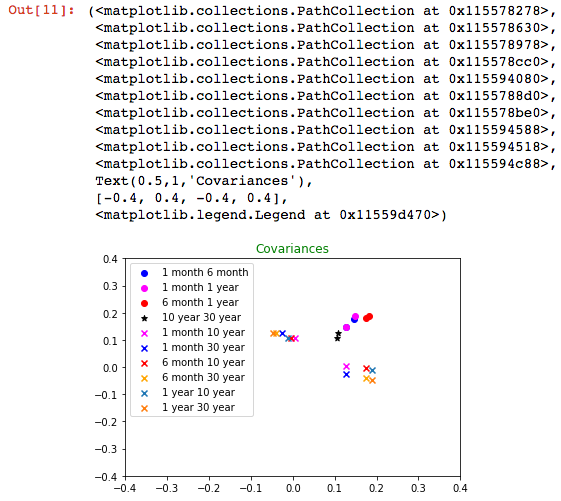 Out[11]: (<matplotlib.collections.PathCollection at 0x115578278>,
<matplotlib.collections.PathCollection at 0x115578630>,
<matplotlib.collections.PathCollection at 0x115578978>,
<matplotlib.collections.PathCollection at 0x115578cc0>,
<matplotlib.collections.PathCollection at 0x115594080>,
<matplotlib.collections.PathCollection at 0x1155788d0>,
<matplotlib.collections.PathCollection at 0x115578be0>,
<matplotlib.collections.PathCollection at 0x115594588>,
<matplotlib.collections.PathCollection at 0x115594518>,
<matplotlib.collections.PathCollection at 0x115594c88>,
Text(0.5,1,'Covariances'),
[-0.4, 0.4, -0.4, 0.4],
<matplotlib.legend.Legend at 0x11559d470>)
Covariances
0.4
0.3
0.2
0.1
0.0
−0.1
−0.2
−0.3
−0.4
1 month 6 month
1 month 1 year
6 month 1 year
10 year 30 year
1 month 10 year
1 month 30 year
6 month 10 year
6 month 30 year
1 year 10 year
1 year 30 year
−0.4 −0.3 −0.2 −0.1 0.0 0.1 0.2 0.3 0.4